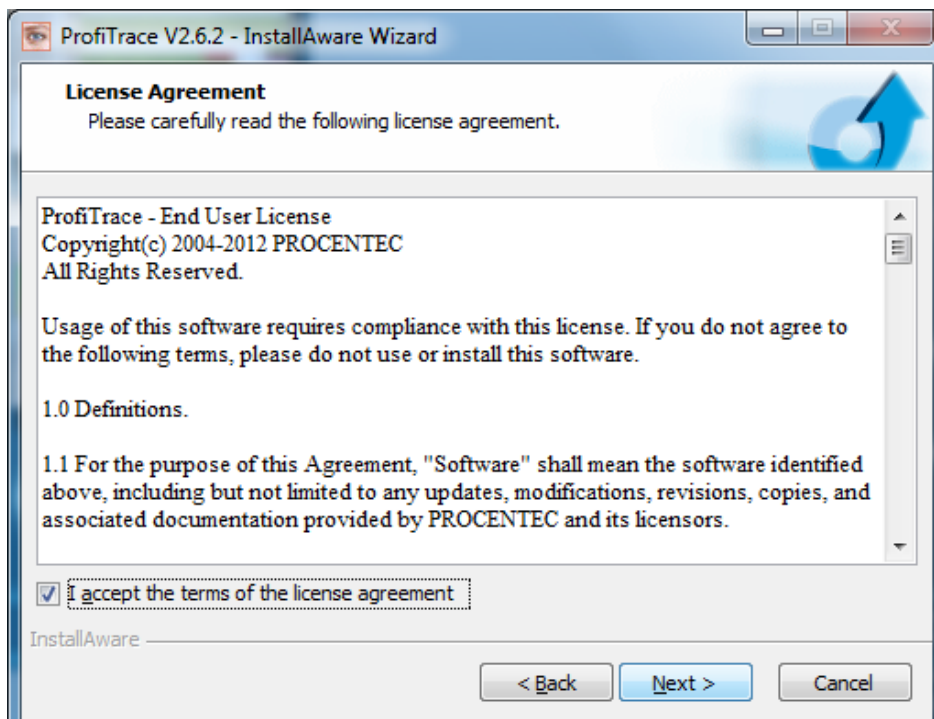 ProfiTrace V2.6.2 - InstallAware Wizard
License Agreement
Please carefully read the following license agreement.
ProfiTrace - End User License
Copyright(c) 2004-2012 PROCENTEC
All Rights Reserved.
Usage of this software requires compliance with this license. If you do not agree to
the following terms, please do not use or install this software.
1.0 Definitions.
1.1 For the purpose of this Agreement, "Software" shall mean the software identified
above, including but not limited to any updates, modifications, revisions, copies, and
associated documentation provided by PROCENTEC and its licensors.
I accept the terms of the license agreement
InstallAware
< Back Next > Cancel